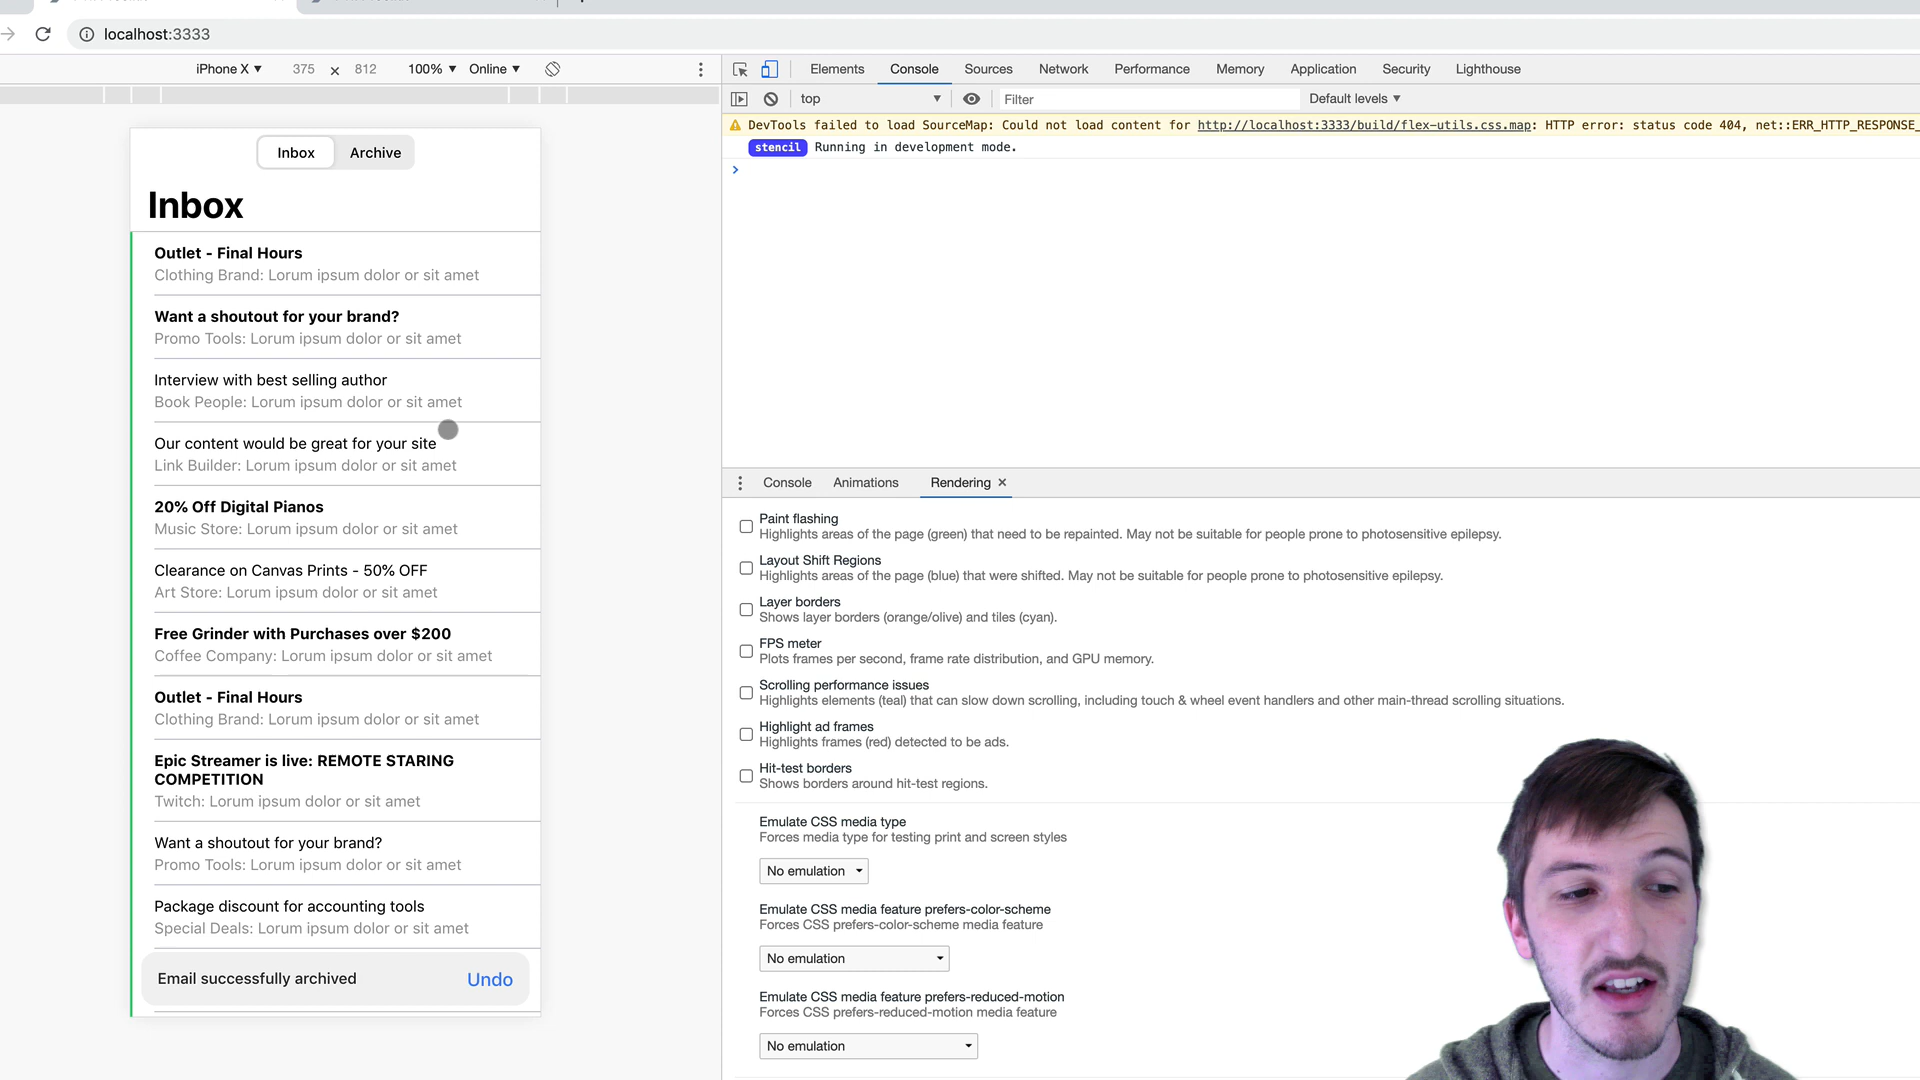 localhost:3333
iPhone X ▼ 375 × 812 100% ▼ Online ▼
Elements Console Sources Network Performance Memory Application Security Lighthouse
top ▼ Filter Default levels ▼
DevTools failed to load SourceMap: Could not load content for http://localhost:3333/build/flex-utils.css.map: HTTP error: status code 404, net::ERR_HTTP_RESPONSE_
stencil Running in development mode.
Inbox Archive
Inbox
Outlet - Final Hours
Clothing Brand: Lorum ipsum dolor or sit amet
Want a shoutout for your brand?
Promo Tools: Lorum ipsum dolor or sit amet
Interview with best selling author
Book People: Lorum ipsum dolor or sit amet
Our content would be great for your site
Link Builder: Lorum ipsum dolor or sit amet
20% Off Digital Pianos
Music Store: Lorum ipsum dolor or sit amet
Clearance on Canvas Prints - 50% OFF
Art Store: Lorum ipsum dolor or sit amet
Free Grinder with Purchases over $200
Coffee Company: Lorum ipsum dolor or sit amet
Outlet - Final Hours
Clothing Brand: Lorum ipsum dolor or sit amet
Epic Streamer is live: REMOTE STARING
COMPETITION
Twitch: Lorum ipsum dolor or sit amet
Want a shoutout for your brand?
Promo Tools: Lorum ipsum dolor or sit amet
Package discount for accounting tools
Special Deals: Lorum ipsum dolor or sit amet
Email successfully archived Undo
Console Animations Rendering ×
Paint flashing
Highlights areas of the page (green) that need to be repainted. May not be suitable for people prone to photosensitive epilepsy.
Layout Shift Regions
Highlights areas of the page (blue) that were shifted. May not be suitable for people prone to photosensitive epilepsy.
Layer borders
Shows layer borders (orange/olive) and tiles (cyan).
FPS meter
Plots frames per second, frame rate distribution, and GPU memory.
Scrolling performance issues
Highlights elements (teal) that can slow down scrolling, including touch & wheel event handlers and other main-thread scrolling situations.
Highlight ad frames
Highlights frames (red) detected to be ads.
Hit-test borders
Shows borders around hit-test regions.
Emulate CSS media type
Forces media type for testing print and screen styles
No emulation
Emulate CSS media feature prefers-color-scheme
Forces CSS prefers-color-scheme media feature
No emulation
Emulate CSS media feature prefers-reduced-motion
Forces CSS prefers-reduced-motion media feature
No emulation